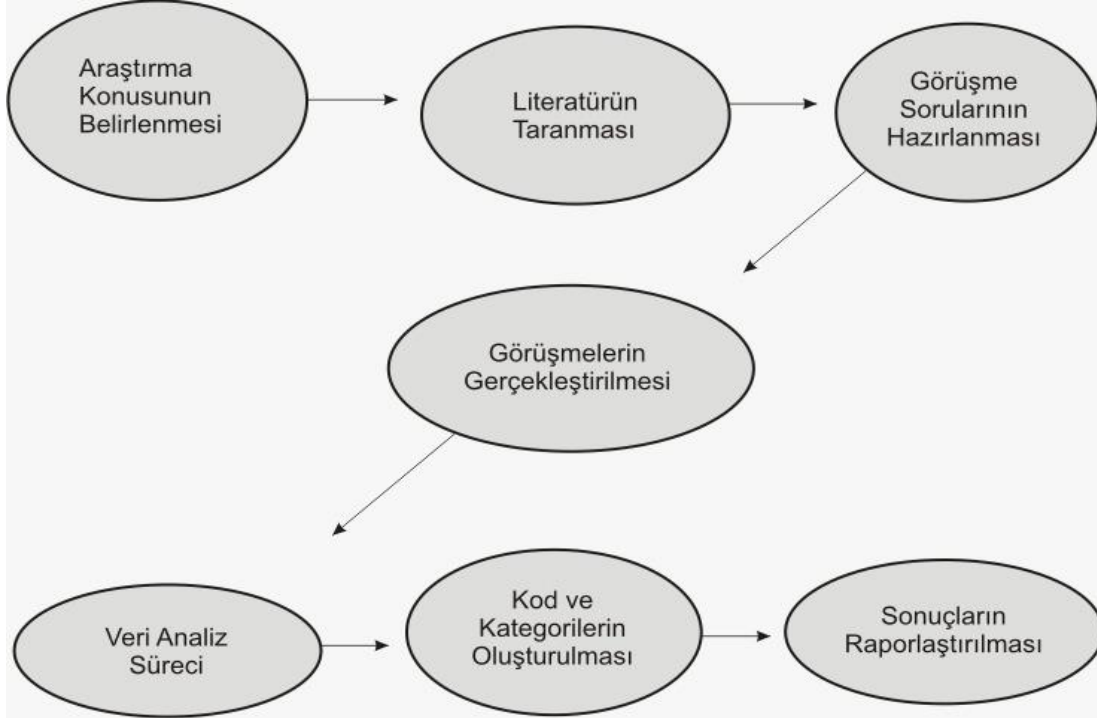 Araştırma
Konusunun
Belirlenmesi
Literatürün
Taranması
Görüşme
Sorularının
Hazırlanması
Görüşmelerin
Gerçekleştirilmesi
Veri Analiz
Süreci
Kod ve
Kategorilerin
Oluşturulması
Sonuçların
Raporlaştırılması